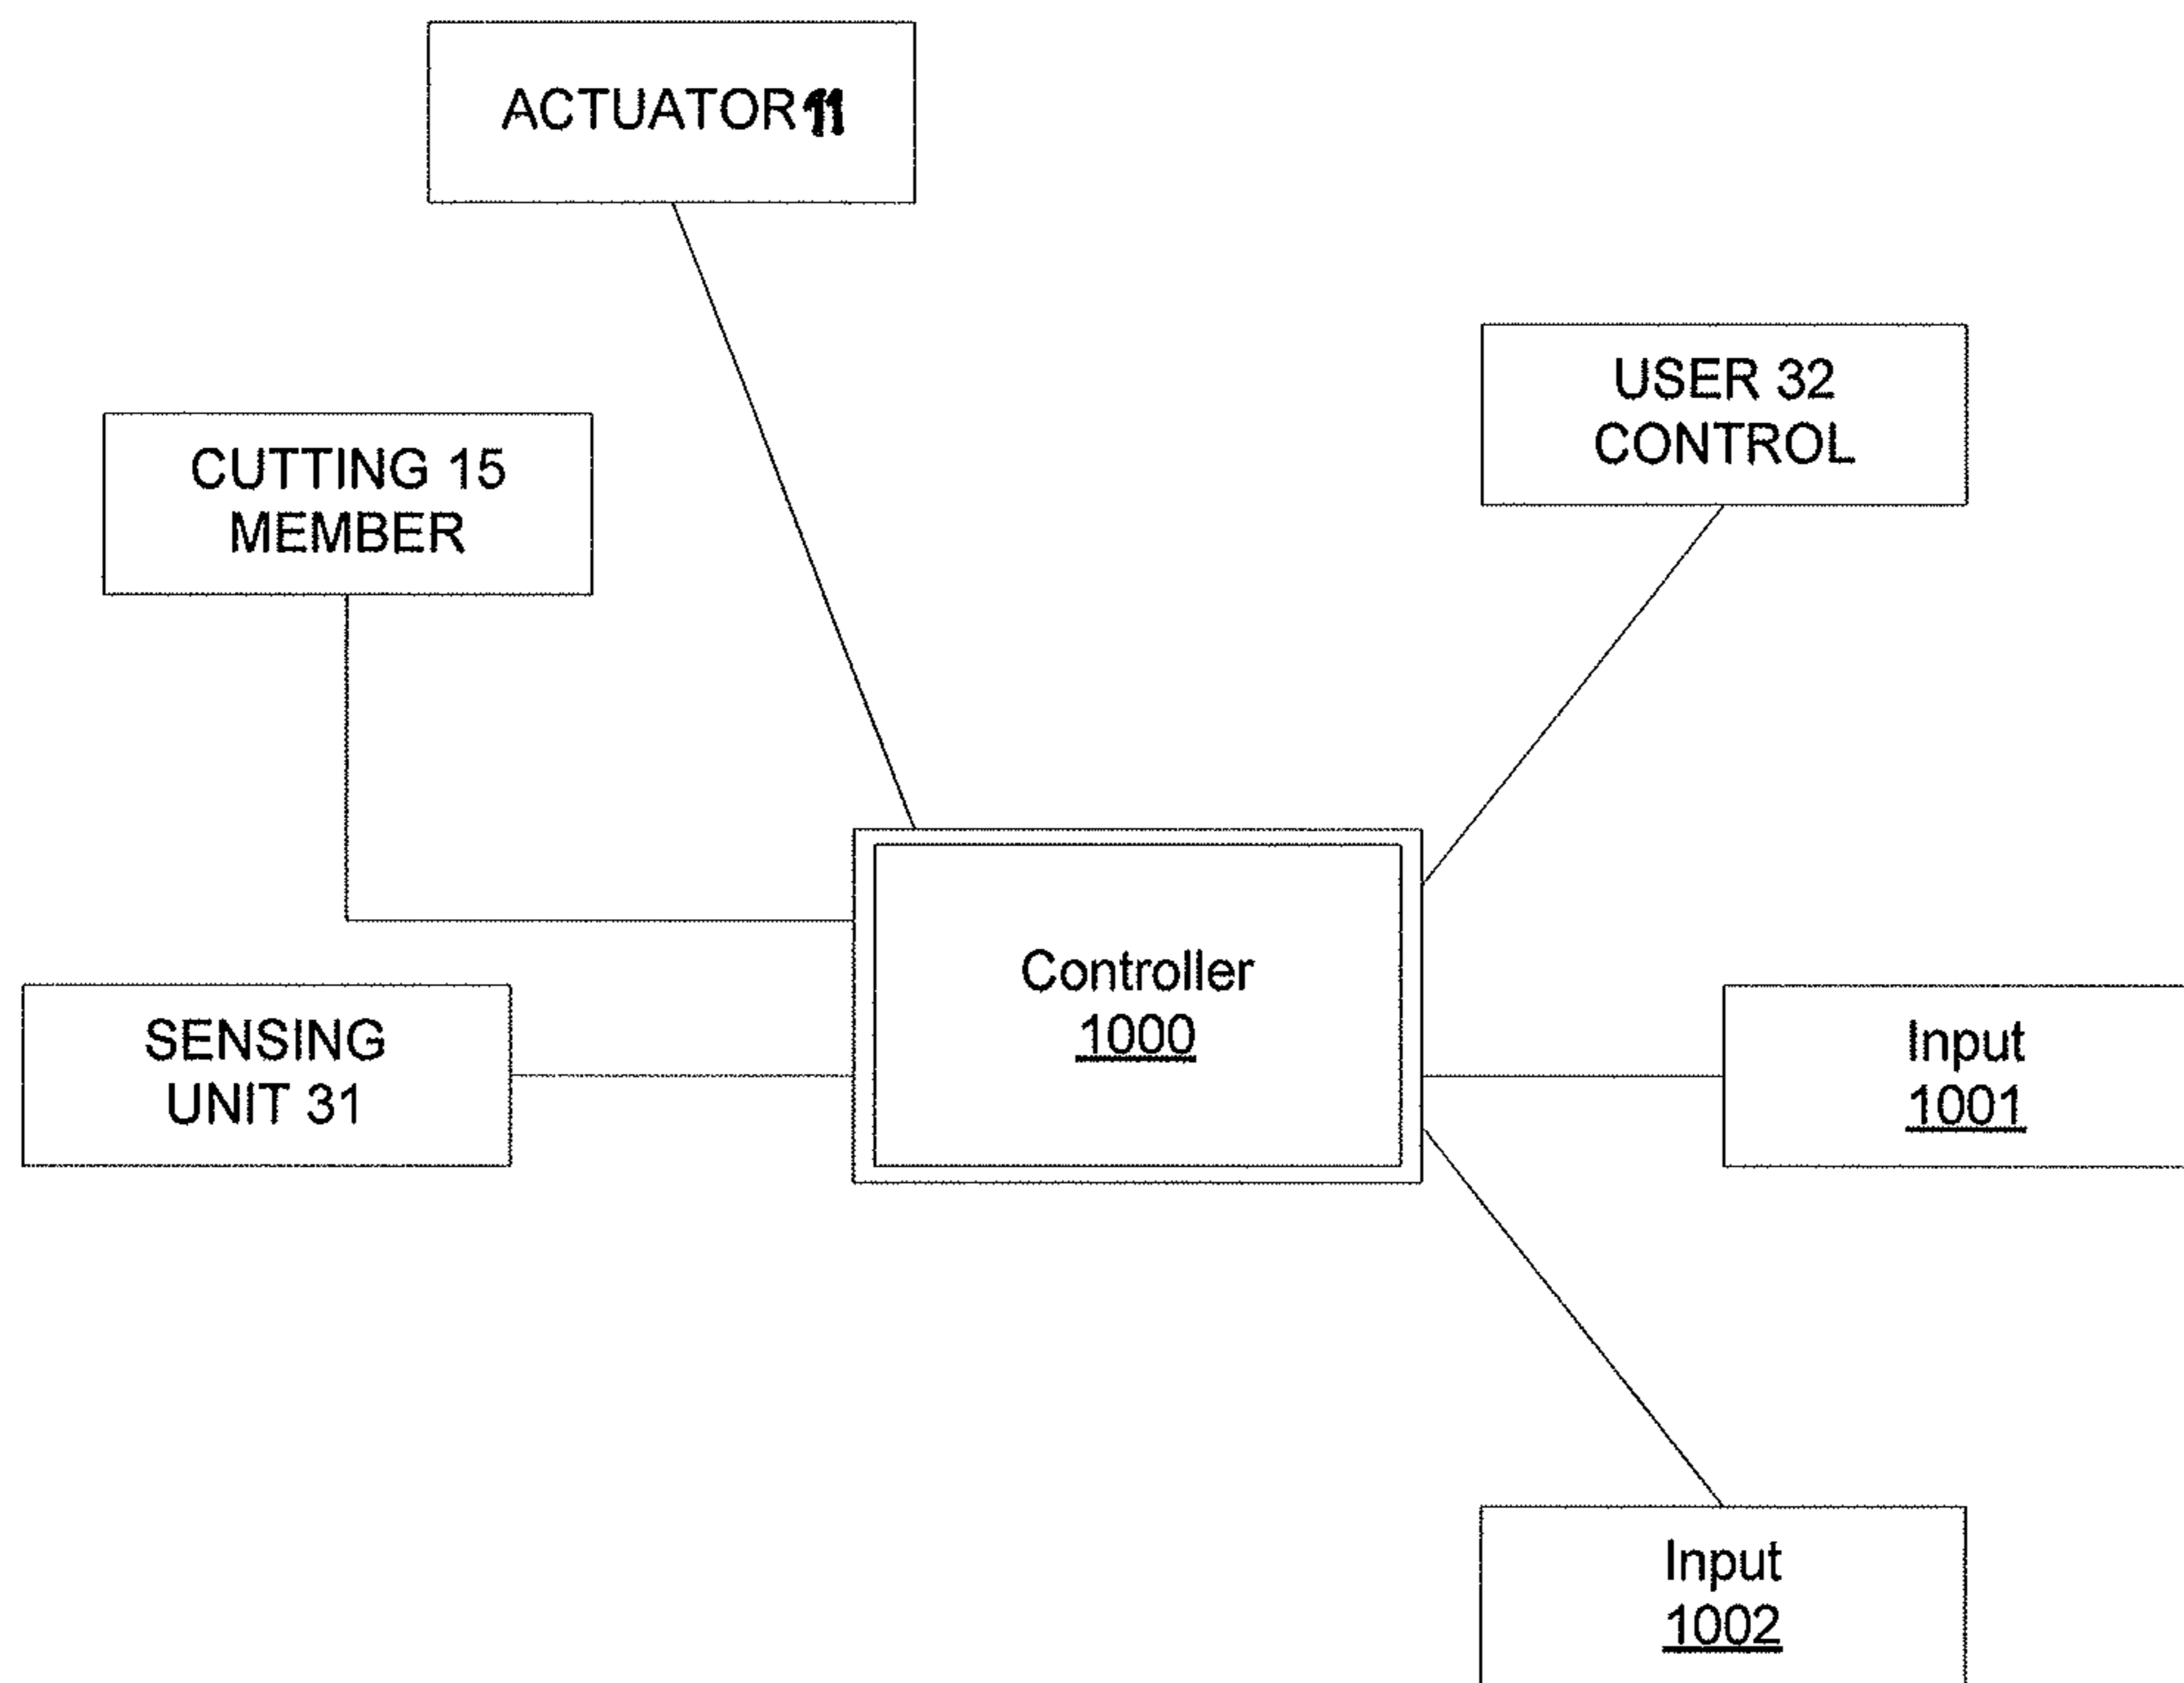 ACTUATOR 11
USER 32
CONTROL
CUTTING 15
MEMBER
Controller
1000
SENSING
UNIT 31
Input
1001
Input
1002